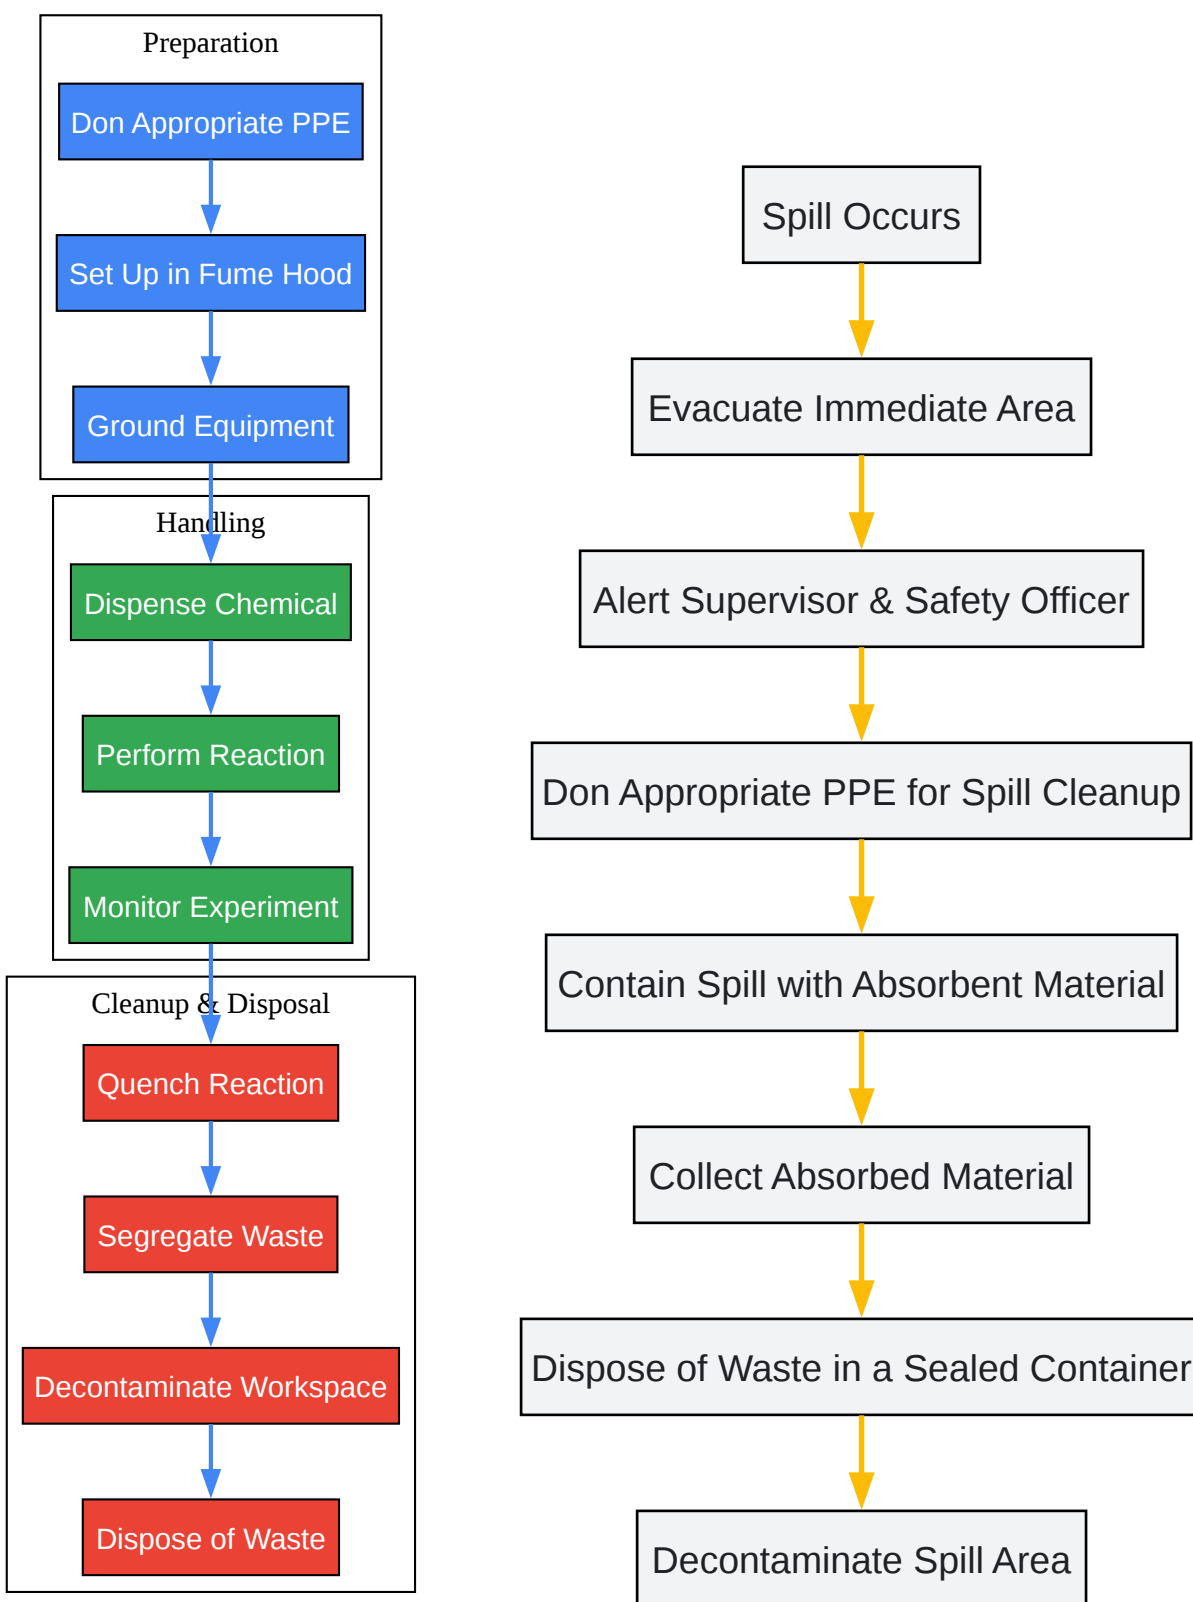 Preparation
Don Appropriate PPE
Set Up in Fume Hood
Ground Equipment
Handling
Dispense Chemical
Perform Reaction
Monitor Experiment
Cleanup & Disposal
Quench Reaction
Segregate Waste
Decontaminate Workspace
Dispose of Waste
Spill Occurs
Evacuate Immediate Area
Alert Supervisor & Safety Officer
Don Appropriate PPE for Spill Cleanup
Contain Spill with Absorbent Material
Collect Absorbed Material
Dispose of Waste in a Sealed Container
Decontaminate Spill Area